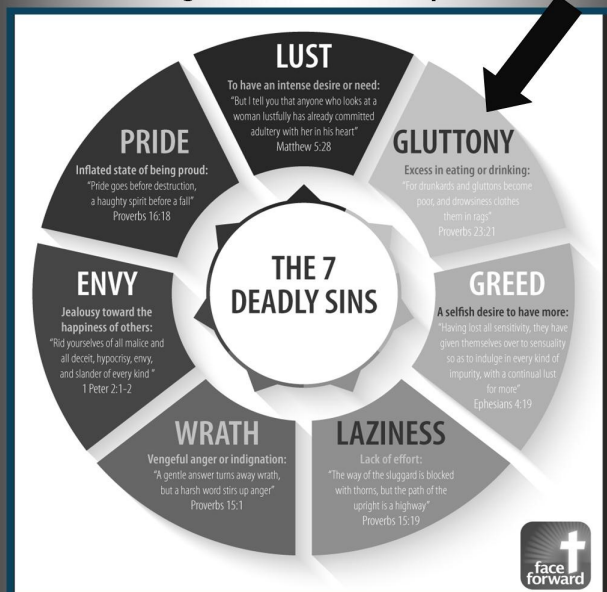 LUST
To have an intense desire or need:
"But I tell you that anyone who looks at a
woman lustfully has already committed
adultery with her in his heart"
Matthew 5:28
GLUTTONY
Excess in eating or drinking:
"For drunkards and gluttons become
poor, and drowsiness clothes
them in rags"
Proverbs 23:21
GREED
A selfish desire to have more:
"Having lost all sensitivity, they have
given themselves over to sensuality
so as to indulge in every kind of
impurity, with a continual lust
for more"
Ephesians 4:19
LAZINESS
Lack of effort:
"The way of the sluggard is blocked
with thorns, but the path of the
upright is a highway"
Proverbs 15:19
WRATH
Vengeful anger or indignation:
"A gentle answer turns away wrath,
but a harsh word stirs up anger"
Proverbs 15:1
ENVY
Jealousy toward the
happiness of others:
"Rid yourselves of all malice and
all deceit, hypocrisy, envy,
and slander of every kind "
1 Peter 2:1-2
PRIDE
Inflated state of being proud:
"Pride goes before destruction,
a haughty spirit before a fall"
Proverbs 16:18
THE 7
DEADLY SINS
face
forward